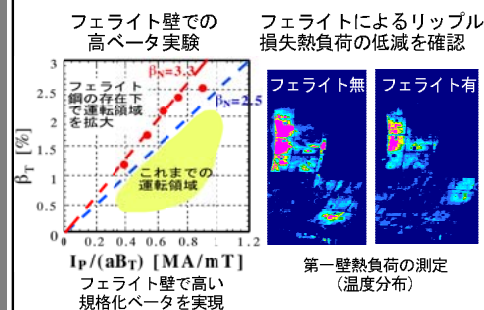 フェライト壁での
高ベータ実験
3
2.5
2
1.5
1
0.5
0
β_T [%]
βN=3.3
βN=2.5
フェライト
鋼の存在下
で運転領域
を拡大
これまでの
運転領域
0 0.2 0.4 0.6 0.8 1 1.2
IP/(aBT) [MA/mT]
フェライト壁で高い
規格化ベータを実現
フェライトによるリップル
損失熱負荷の低減を確認
フェライト無
フェライト有
第一壁熱負荷の測定
(温度分布)